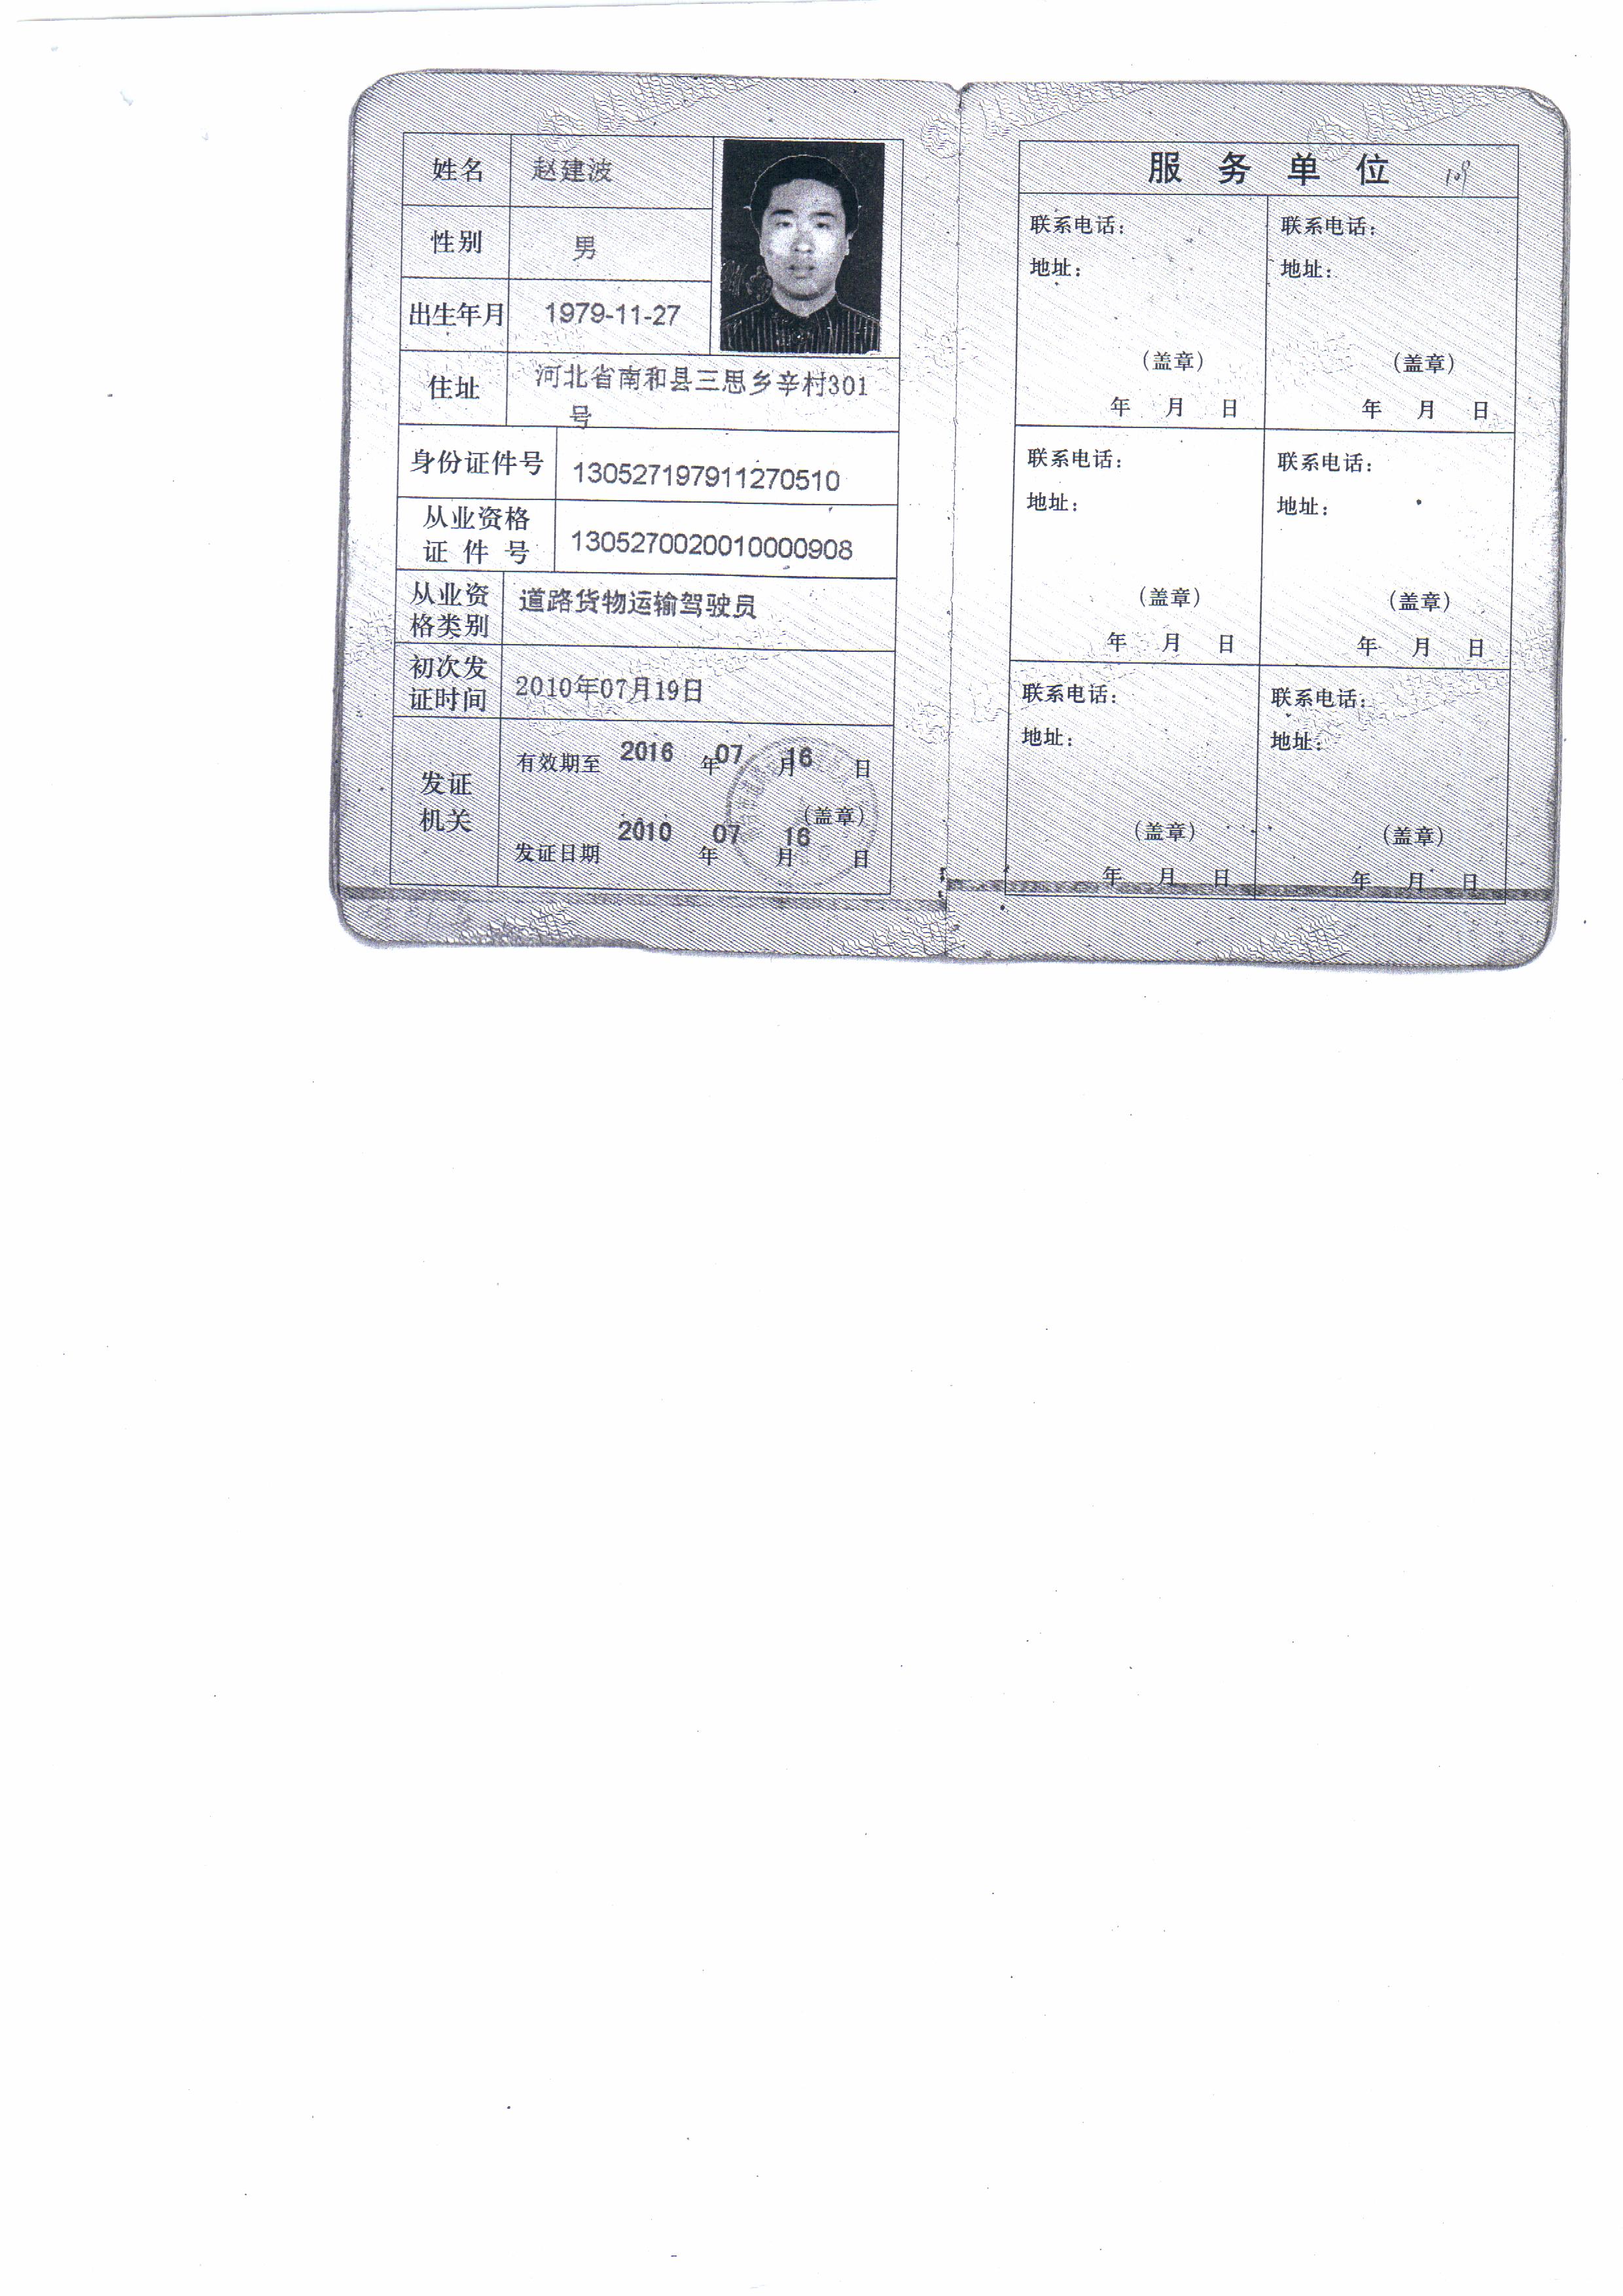 姓名 赵建波
性别 男
出生年月 1979-11-27
住址 河北省南和县三思乡辛村301
号
身份证件号 130527197911270510
从业资格
证件号 1305270020010000908
从业资
格类别 道路货物运输驾驶员
初次发
证时间 2010年07月19日
发证
机关
有效期至 2016 年 07 月 16 日
(盖章)
发证日期 2010 年 07 月 16 日
服务单位
联系电话: 联系电话:
地址: 地址:
(盖章) (盖章)
年 月 日 年 月 日
联系电话: 联系电话:
地址: 地址:
(盖章) (盖章)
年 月 日 年 月 日
联系电话: 联系电话:
地址: 地址:
(盖章) (盖章)
年 月 日 年 月 日